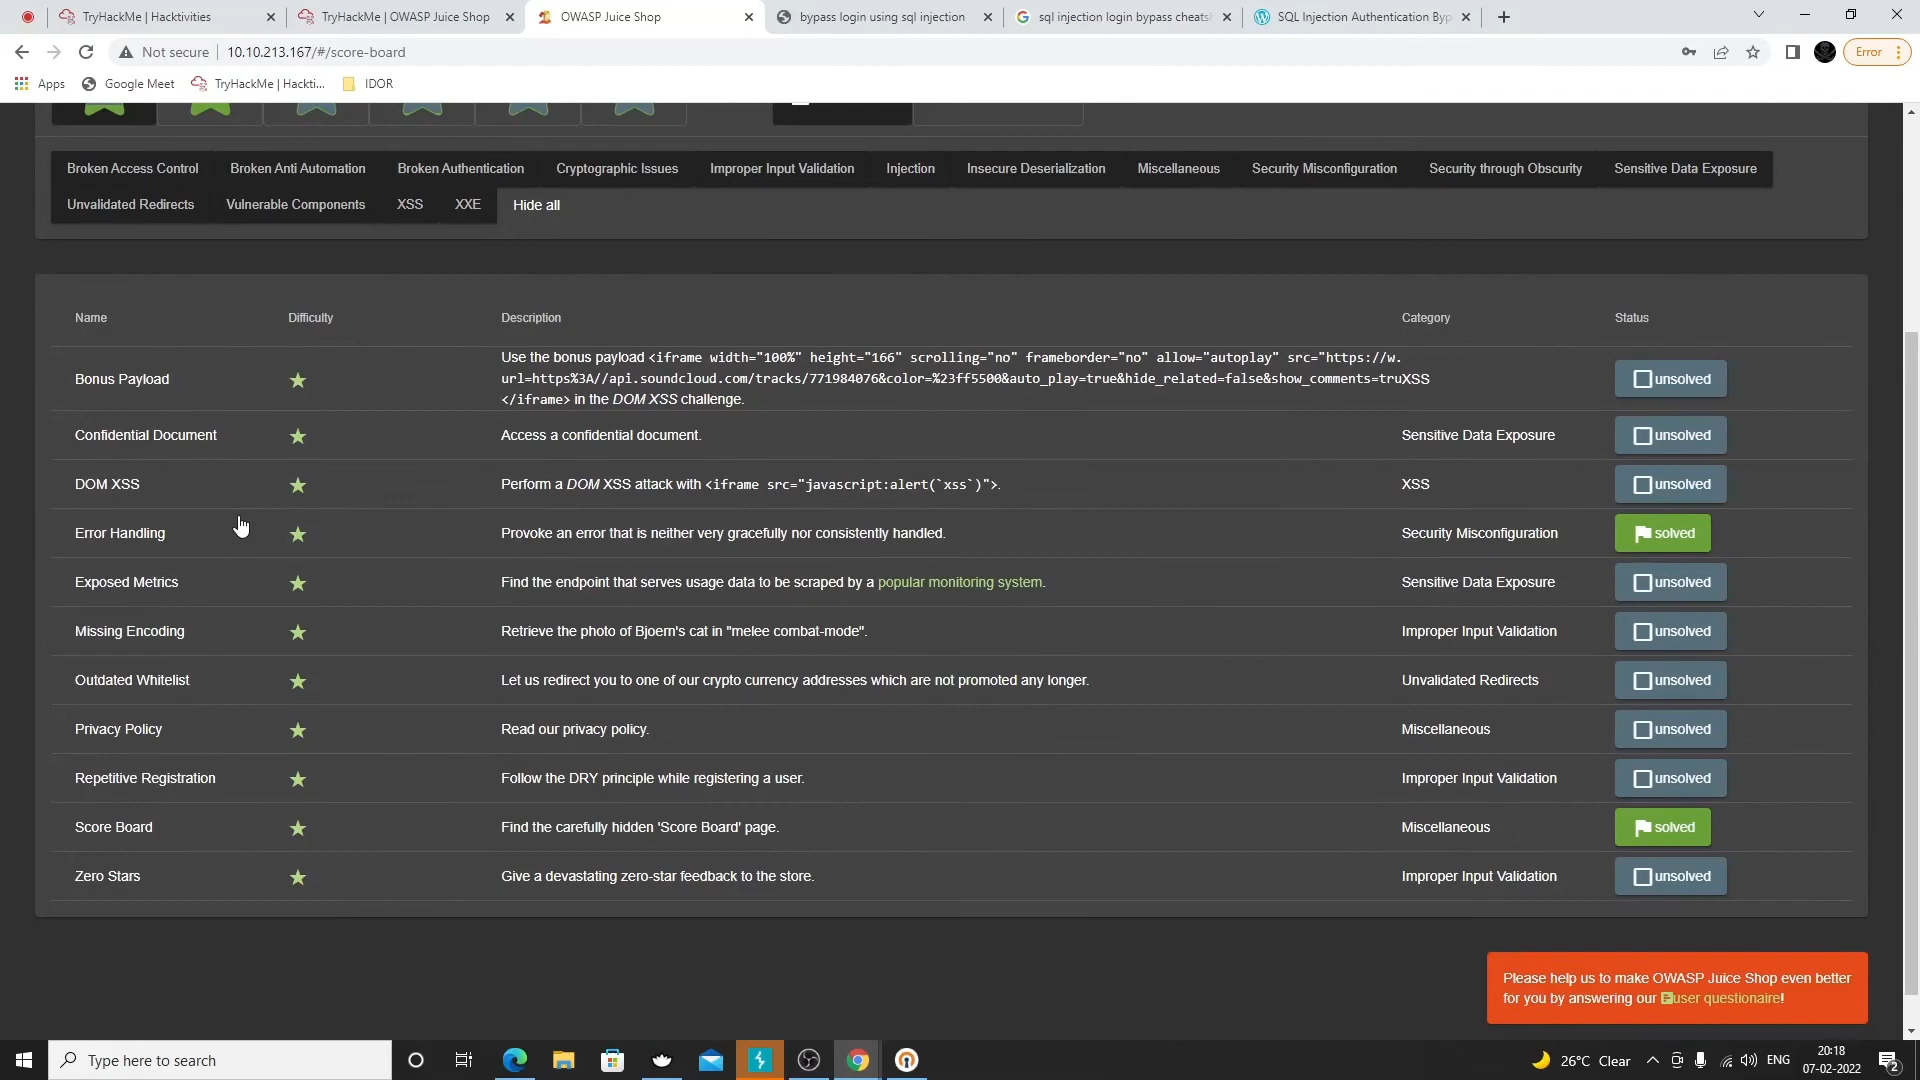 TryHackMe | Hacktivities
TryHackMe | OWASP Juice Shop
OWASP Juice Shop
bypass login using sql injection
sql injection login bypass cheats
SQL Injection Authentication Byp
Not secure
10.10.213.167/#/score-board
Error
Apps
Google Meet
TryHackMe | Hackti...
IDOR
Broken Access Control
Broken Anti Automation
Broken Authentication
Cryptographic Issues
Improper Input Validation
Injection
Insecure Deserialization
Miscellaneous
Security Misconfiguration
Security through Obscurity
Sensitive Data Exposure
Unvalidated Redirects
Vulnerable Components
XSS
XXE
Hide all
Name
Difficulty
Description
Category
Status
Bonus Payload
Use the bonus payload <iframe width="100%" height="166" scrolling="no" frameborder="no" allow="autoplay" src="https://w.
url=https%3A//api.soundcloud.com/tracks/771984076&color=%23ff5500&auto_play=true&hide_related=false&show_comments=tru
</iframe> in the DOM XSS challenge.
XSS
unsolved
Confidential Document
Access a confidential document.
Sensitive Data Exposure
unsolved
DOM XSS
Perform a DOM XSS attack with <iframe src="javascript:alert(`xss`)">.
XSS
unsolved
Error Handling
Provoke an error that is neither very gracefully nor consistently handled.
Security Misconfiguration
solved
Exposed Metrics
Find the endpoint that serves usage data to be scraped by a popular monitoring system.
Sensitive Data Exposure
unsolved
Missing Encoding
Retrieve the photo of Bjoern's cat in "melee combat-mode".
Improper Input Validation
unsolved
Outdated Whitelist
Let us redirect you to one of our crypto currency addresses which are not promoted any longer.
Unvalidated Redirects
unsolved
Privacy Policy
Read our privacy policy.
Miscellaneous
unsolved
Repetitive Registration
Follow the DRY principle while registering a user.
Improper Input Validation
unsolved
Score Board
Find the carefully hidden 'Score Board' page.
Miscellaneous
solved
Zero Stars
Give a devastating zero-star feedback to the store.
Improper Input Validation
unsolved
Please help us to make OWASP Juice Shop even better
for you by answering our user questionaire!
Type here to search
26°C Clear
ENG
20:18
07-02-2022
2